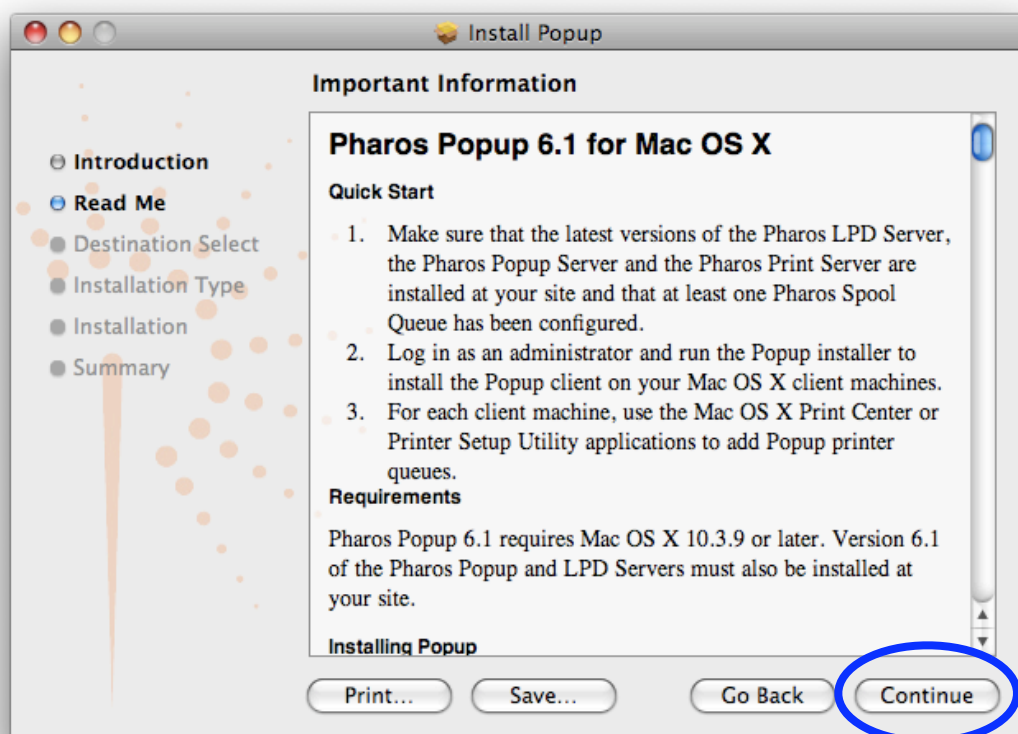 Install Popup
Important Information
Introduction
Read Me
Destination Select
Installation Type
Installation
Summary
Pharos Popup 6.1 for Mac OS X
Quick Start
1. Make sure that the latest versions of the Pharos LPD Server,
the Pharos Popup Server and the Pharos Print Server are
installed at your site and that at least one Pharos Spool
Queue has been configured.
2. Log in as an administrator and run the Popup installer to
install the Popup client on your Mac OS X client machines.
3. For each client machine, use the Mac OS X Print Center or
Printer Setup Utility applications to add Popup printer
queues.
Requirements
Pharos Popup 6.1 requires Mac OS X 10.3.9 or later. Version 6.1
of the Pharos Popup and LPD Servers must also be installed at
your site.
Installing Popup
Print... Save... Go Back Continue